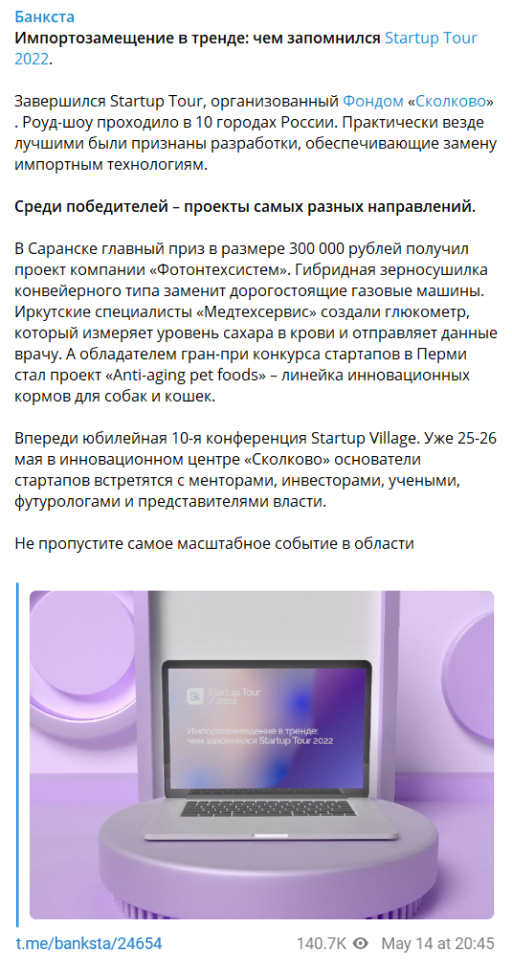 Банкста
Импортозамещение в тренде: чем запомнился Startup Tour
2022.
Завершился Startup Tour, организованный Фондом «Сколково»
. Роуд-шоу проходило в 10 городах России. Практически везде
лучшими были признаны разработки, обеспечивающие замену
импортным технологиям.
Среди победителей – проекты самых разных направлений.
В Саранске главный приз в размере 300 000 рублей получил
проект компании «Фотонтехсистем». Гибридная зерносушилка
конвейерного типа заменит дорогостоящие газовые машины.
Иркутские специалисты «Медтехсервис» создали глюкометр,
который измеряет уровень сахара в крови и отправляет данные
врачу. А обладателем гран-при конкурса стартапов в Перми
стал проект «Anti-aging pet foods» – линейка инновационных
кормов для собак и кошек.
Впереди юбилейная 10-я конференция Startup Village. Уже 25-26
мая в инновационном центре «Сколково» основатели
стартапов встретятся с менторами, инвесторами, учеными,
футурологами и представителями власти.
Не пропустите самое масштабное событие в области
Startup Tour
/ 2022
Импортозамещение в тренде:
чем запомнился Startup Tour 2022
t.me/banksta/24654 140.7K May 14 at 20:45